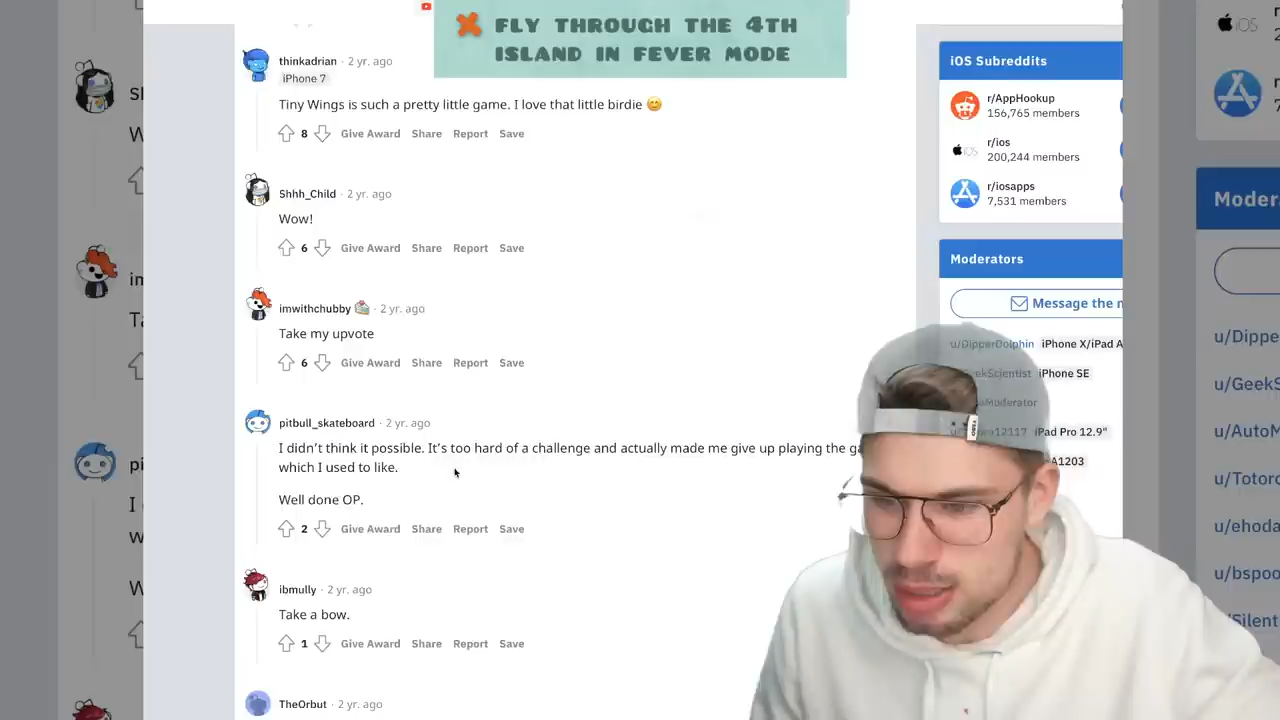 FLY THROUGH THE 4TH
ISLAND IN FEVER MODE
thinkadrian · 2 yr. ago
iPhone 7
Tiny Wings is such a pretty little game. I love that little birdie 😊
8 Give Award Share Report Save
Shhh_Child · 2 yr. ago
Wow!
6 Give Award Share Report Save
imwithchubby 🍰 · 2 yr. ago
Take my upvote
6 Give Award Share Report Save
pitbull_skateboard · 2 yr. ago
I didn't think it possible. It's too hard of a challenge and actually made me give up playing the ga
which I used to like.
Well done OP.
2 Give Award Share Report Save
ibmully · 2 yr. ago
Take a bow.
1 Give Award Share Report Save
TheOrbut · 2 yr. ago
iOS Subreddits
r/AppHookup
156,765 members
r/ios
200,244 members
r/iosapps
7,531 members
Moderators
Message the m
u/DipperDolphin iPhone X/iPad A
eekScientist iPhone SE
Moderator
12117 iPad Pro 12.9"
A1203
iOS
Moder
u/Dippe
u/GeekS
u/AutoM
u/Totor
u/ehoda
u/bspoo
Silent